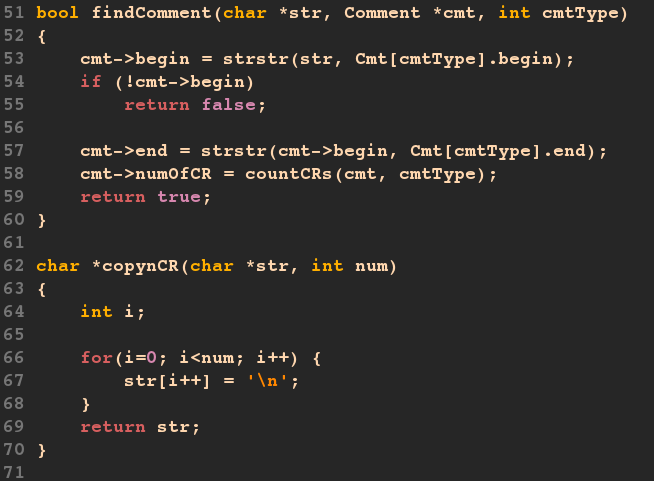 51 bool findComment(char *str, Comment *cmt, int cmtType)
52 {
53     cmt->begin = strstr(str, Cmt[cmtType].begin);
54     if (!cmt->begin)
55         return false;
56
57     cmt->end = strstr(cmt->begin, Cmt[cmtType].end);
58     cmt->numOfCR = countCRs(cmt, cmtType);
59     return true;
60 }
61
62 char *copynCR(char *str, int num)
63 {
64     int i;
65
66     for(i=0; i<num; i++) {
67         str[i++] = '\n';
68     }
69     return str;
70 }
71